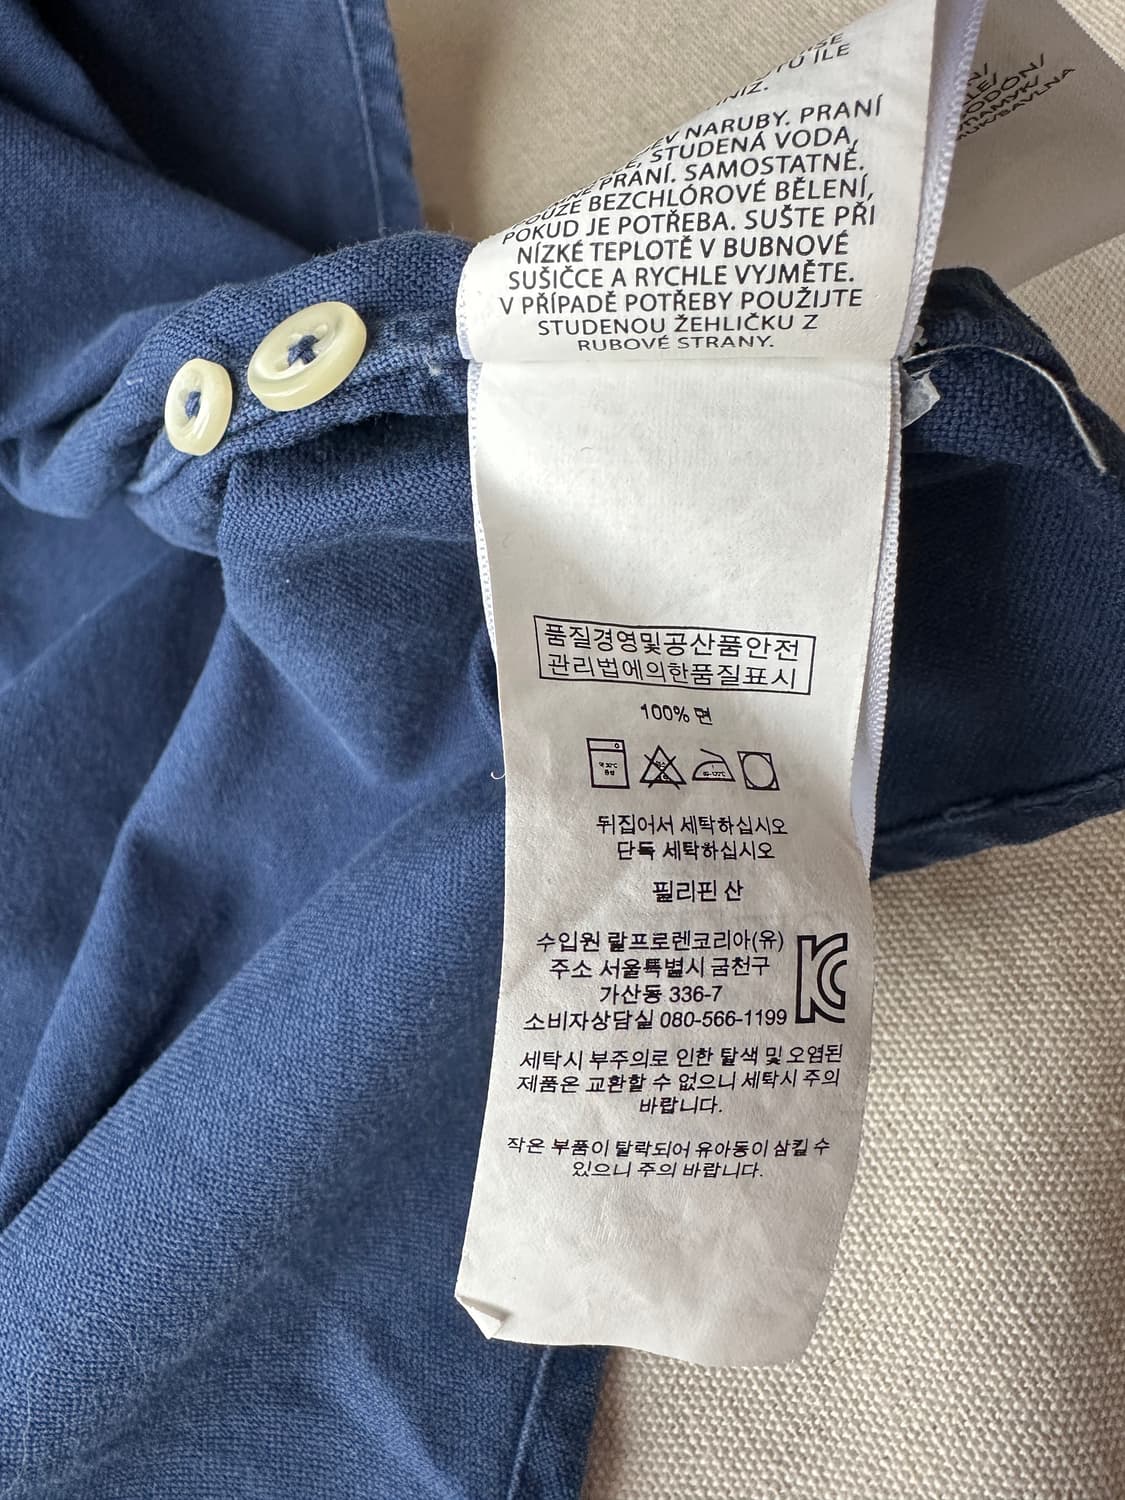 TU ILE
NARUBY. PRANÍ
STUDENÁ VODA,
PRANÍ. SAMOSTATNĚ.
BEZCHLÓROVÉ BĚLENÍ,
POKUD JE POTŘEBA. SUŠTE PŘI
NÍZKÉ TEPLOTĚ V BUBNOVÉ
SUŠIČCE A RYCHLE VYJMĚTE.
V PŘÍPADĚ POTŘEBY POUŽIJTE
STUDENOU ŽEHLIČKU Z
RUBOVÉ STRANY.
품질경영및공산품안전
관리법에의한품질표시
100% 면
뒤집어서 세탁하십시오
단독 세탁하십시오
필리핀 산
수입원 랄프로렌코리아(유)
주소 서울특별시 금천구
가산동 336-7
소비자상담실 080-566-1199
세탁시 부주의로 인한 탈색 및 오염된
제품은 교환할 수 없으니 세탁시 주의
바랍니다.
작은 부품이 탈락되어 유아동이 삼킬 수
있으니 주의 바랍니다.